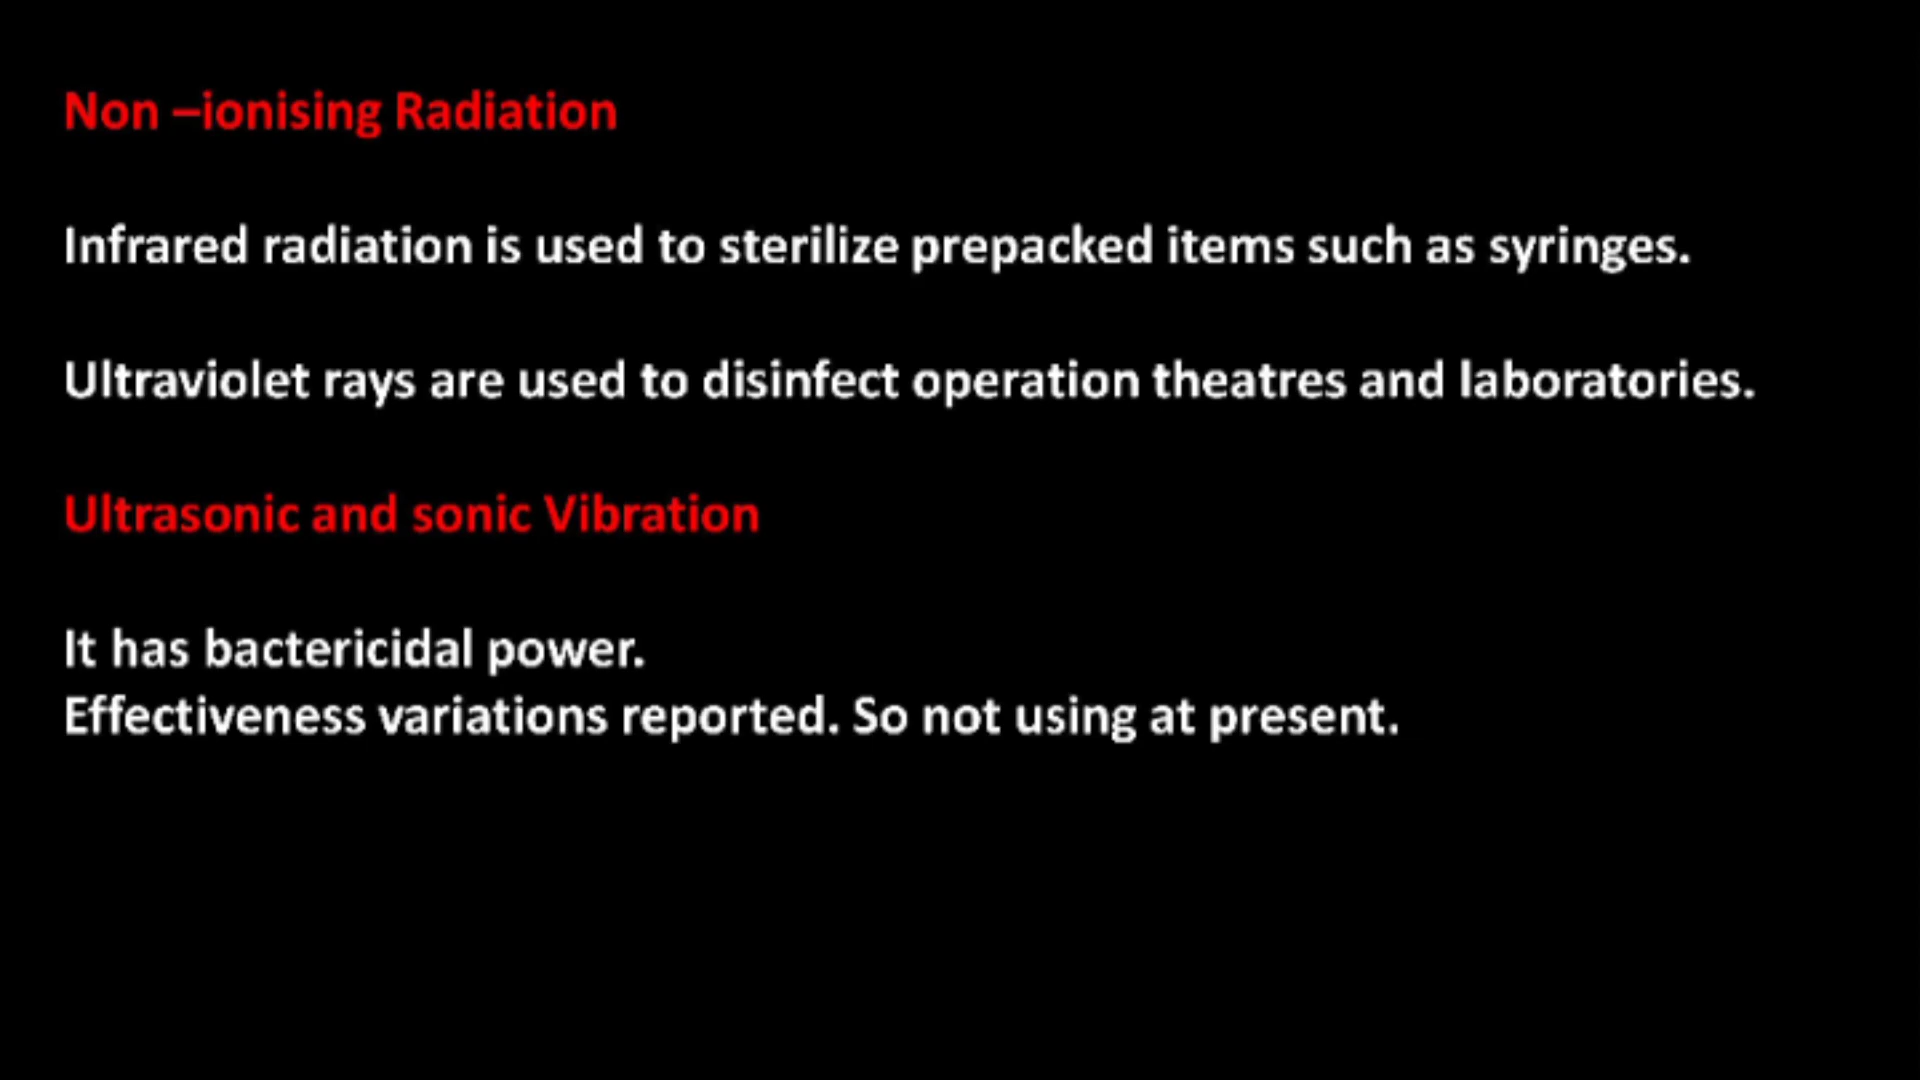 Non –ionising Radiation
Infrared radiation is used to sterilize prepacked items such as syringes.
Ultraviolet rays are used to disinfect operation theatres and laboratories.
Ultrasonic and sonic Vibration
It has bactericidal power.
Effectiveness variations reported. So not using at present.